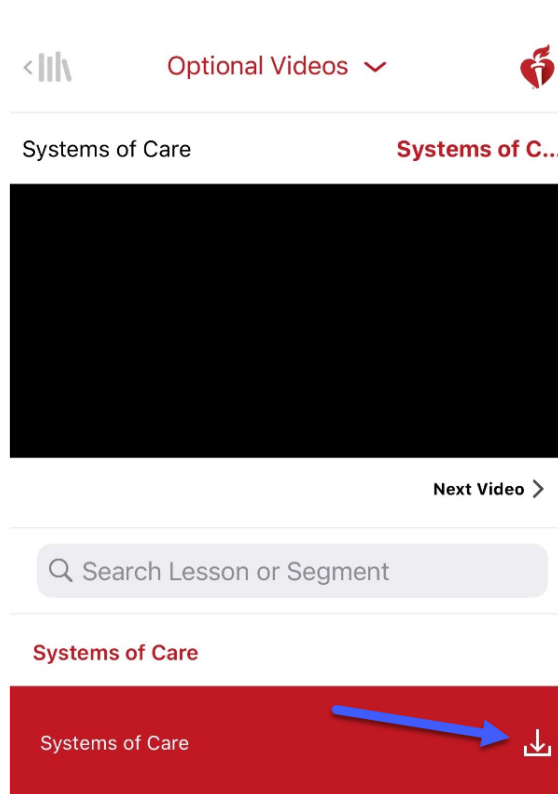 Optional Videos
Systems of Care
Systems of C...
Next Video
Search Lesson or Segment
Systems of Care
Systems of Care